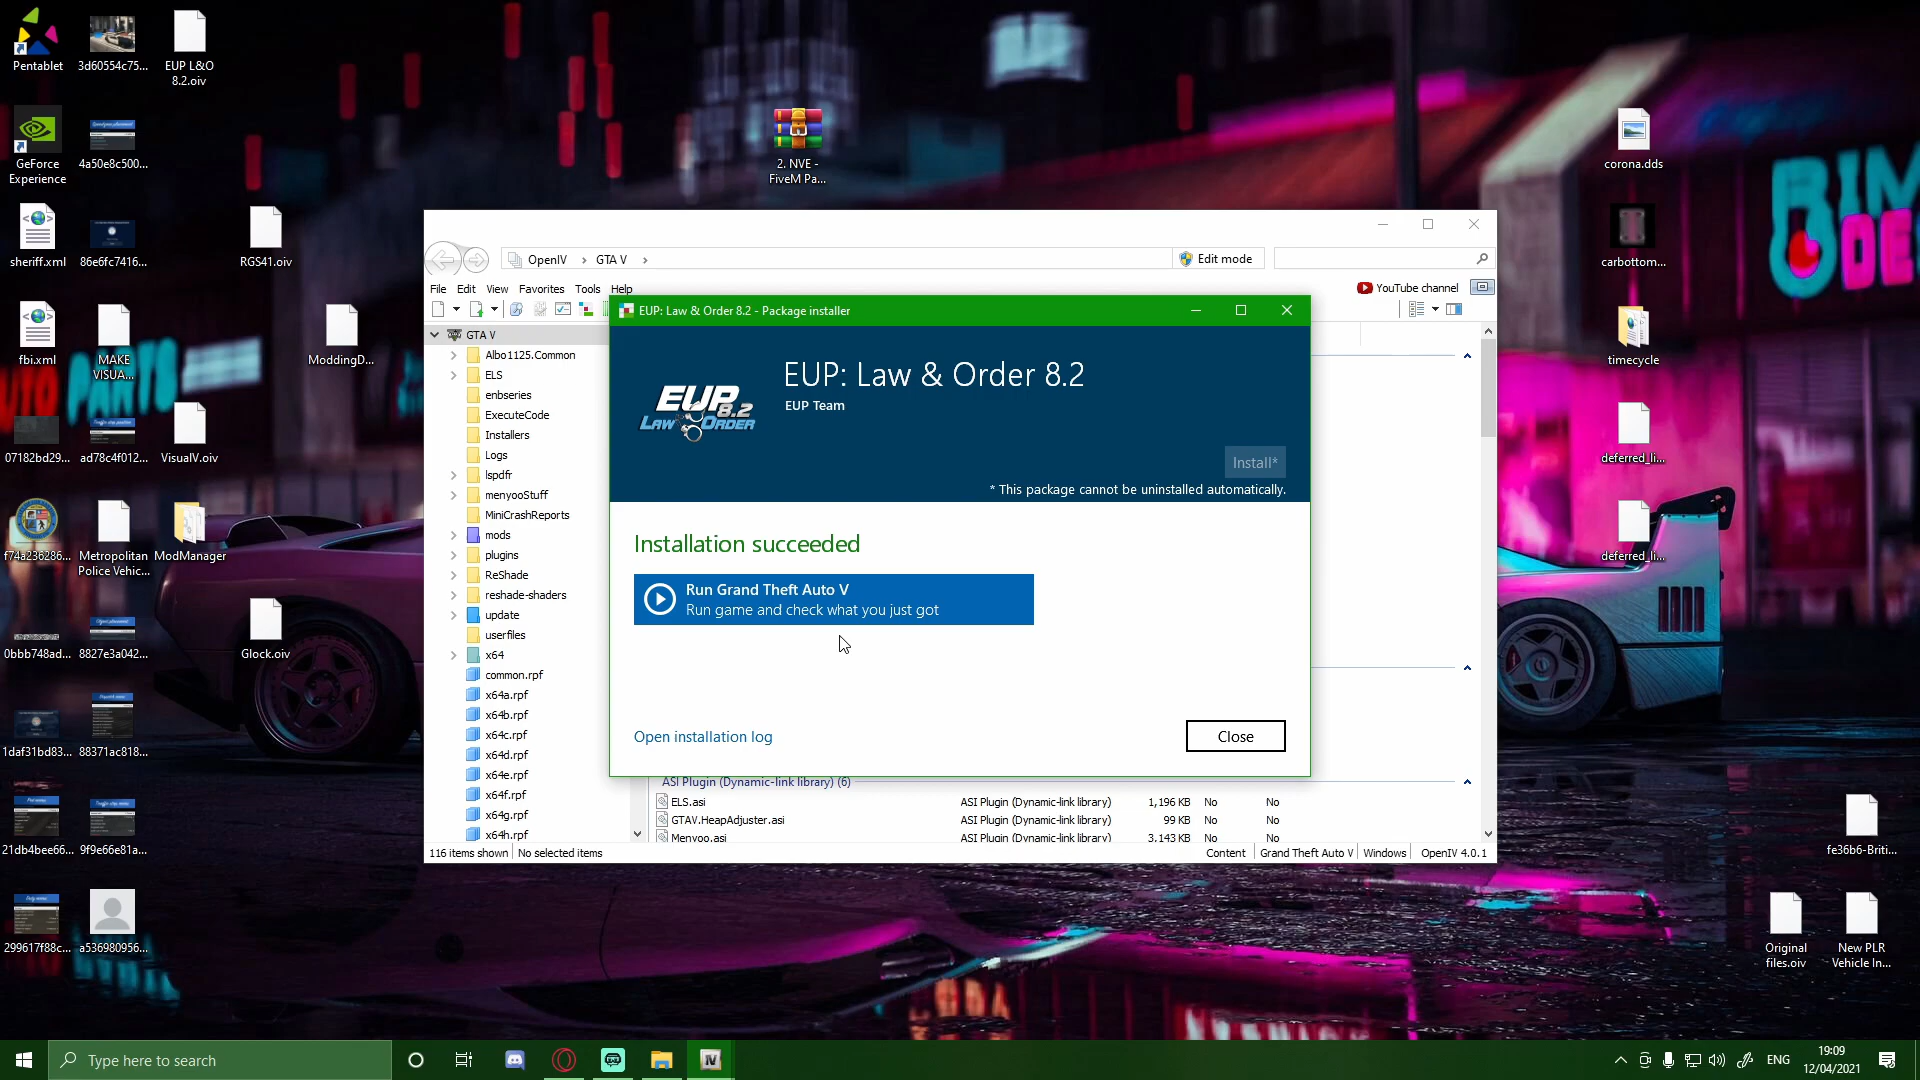 Pentablet
3d60554c75...
EUP L&O
8.2.oiv
GeForce
Experience
4a50e8c500...
2. NVE -
FiveM Pa...
corona.dds
sheriff.xml
86e6fc7416...
RGS41.oiv
carbottom...
fbi.xml
MAKE
VISUA...
ModdingD...
timecycle
07182bd29...
ad78c4f012...
VisualV.oiv
deferred_li...
f74a236286...
Metropolitan
Police Vehic...
ModManager
deferred_li...
0bbb748ad...
8827e3a042...
Glock.oiv
1daf31bd83...
88371ac818...
21db4bee66...
9f9e66e81a...
fe36b6-Briti...
299617f88c...
a536980956...
Original
files.oiv
New PLR
Vehicle In...
OpenIV
GTA V
Edit mode
File Edit View Favorites Tools Help
YouTube channel
GTA V
Albo1125.Common
ELS
enbseries
ExecuteCode
Installers
Logs
lspdfr
menyooStuff
MiniCrashReports
mods
plugins
ReShade
reshade-shaders
update
userfiles
x64
common.rpf
x64a.rpf
x64b.rpf
x64c.rpf
x64d.rpf
x64e.rpf
x64f.rpf
x64g.rpf
x64h.rpf
EUP: Law & Order 8.2 - Package installer
EUP 8.2
LAW ORDER
EUP: Law & Order 8.2
EUP Team
Install*
* This package cannot be uninstalled automatically.
Installation succeeded
Run Grand Theft Auto V
Run game and check what you just got
Open installation log
Close
ASI Plugin (Dynamic-link library) (6)
ELS.asi ASI Plugin (Dynamic-link library) 1,196 KB No No
GTAV.HeapAdjuster.asi ASI Plugin (Dynamic-link library) 99 KB No No
Menyoo.asi ASI Plugin (Dynamic-link library) 3,143 KB No No
116 items shown No selected items
Content Grand Theft Auto V Windows OpenIV 4.0.1
Type here to search
ENG
19:09
12/04/2021